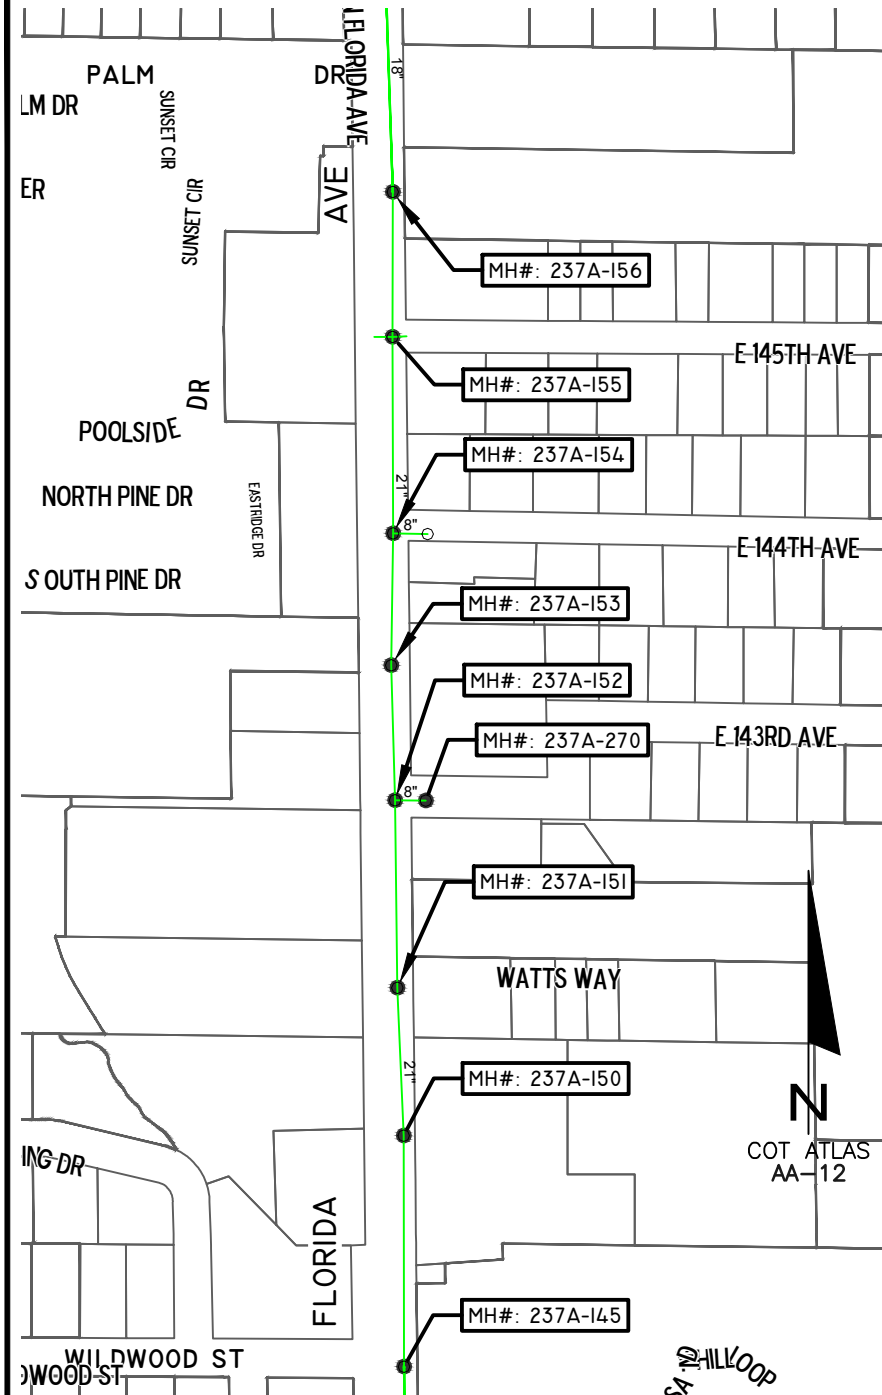 N FLORIDA AVE
18"
PALM DR
LM DR
SUNSET CIR
ER
AVE
SUNSET CIR
MH#: 237A-156
E 145TH AVE
MH#: 237A-155
DR
POOLSIDE
MH#: 237A-154
21"
NORTH PINE DR
EASTRIDGE DR
8"
E 144TH AVE
SOUTH PINE DR
MH#: 237A-153
MH#: 237A-152
MH#: 237A-270
E 143RD AVE
8"
MH#: 237A-151
WATTS WAY
21"
MH#: 237A-150
N
COT ATLAS
AA-12
ING DR
FLORIDA
MH#: 237A-145
WILDWOOD ST
DWOOD ST
HILL LOOP